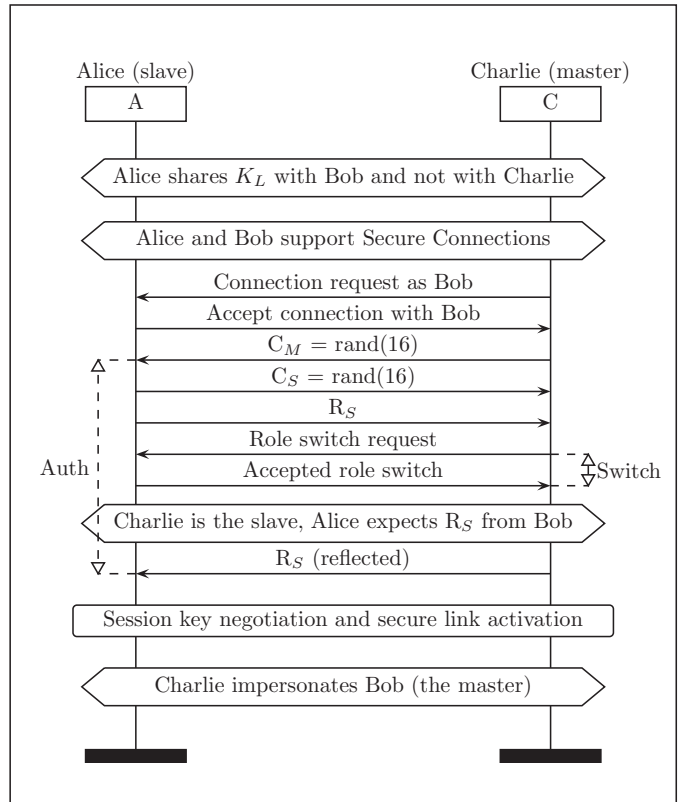 Alice (slave)
Charlie (master)
A
C
Alice shares K_L with Bob and not with Charlie
Alice and Bob support Secure Connections
Connection request as Bob
Accept connection with Bob
C_M = rand(16)
C_S = rand(16)
R_S
Role switch request
Auth
Accepted role switch
Switch
Charlie is the slave, Alice expects R_S from Bob
R_S (reflected)
Session key negotiation and secure link activation
Charlie impersonates Bob (the master)